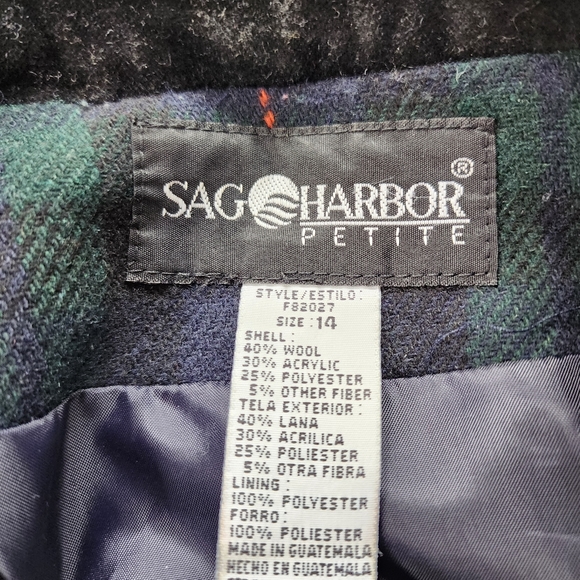 SAG HARBOR®
PETITE
STYLE/ESTILO:
F82027
SIZE: 14
SHELL:
40% WOOL
30% ACRYLIC
25% POLYESTER
5% OTHER FIBER
TELA EXTERIOR:
40% LANA
30% ACRILICA
25% POLIESTER
5% OTRA FIBRA
LINING:
100% POLYESTER
FORRO:
100% POLIESTER
MADE IN GUATEMALA
HECHO EN GUATEMALA